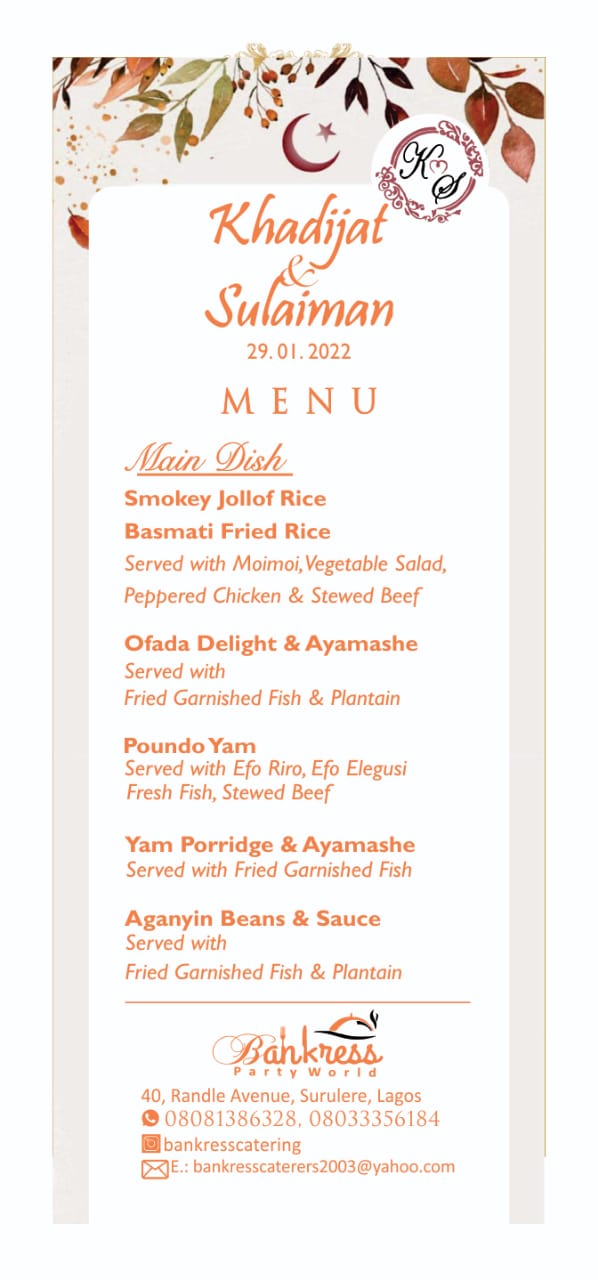 K S
Khadijat
&
Sulaiman
29. 01. 2022
MENU
Main Dish
Smokey Jollof Rice
Basmati Fried Rice
Served with Moimoi, Vegetable Salad,
Peppered Chicken & Stewed Beef
Ofada Delight & Ayamashe
Served with
Fried Garnished Fish & Plantain
Poundo Yam
Served with Efo Riro, Efo Elegusi
Fresh Fish, Stewed Beef
Yam Porridge & Ayamashe
Served with Fried Garnished Fish
Aganyin Beans & Sauce
Served with
Fried Garnished Fish & Plantain
Bankress
Party World
40, Randle Avenue, Surulere, Lagos
08081386328, 08033356184
bankresscatering
E.: bankresscaterers2003@yahoo.com